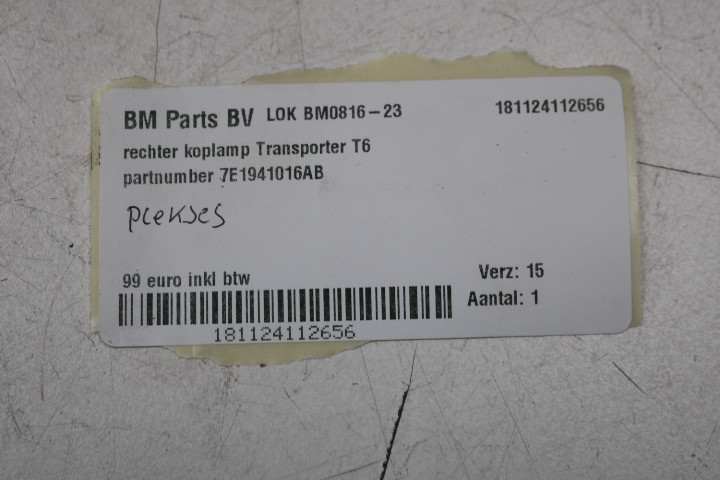 BM Parts BV LOK BM0816-23 181124112656
rechter koplamp Transporter T6
partnumber 7E1941016AB
plekjes
99 euro inkl btw
Verz: 15
Aantal: 1
181124112656